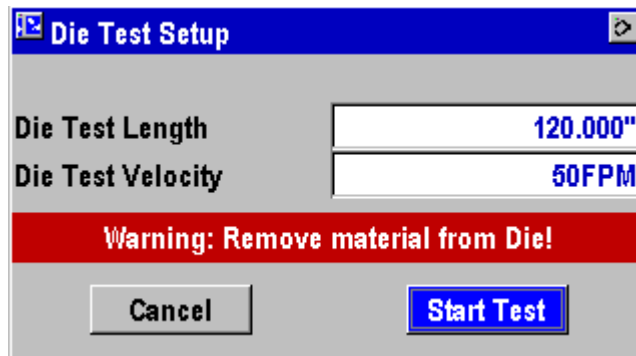 Die Test Setup
Die Test Length 120.000"
Die Test Velocity 50FPM
Warning: Remove material from Die!
Cancel Start Test